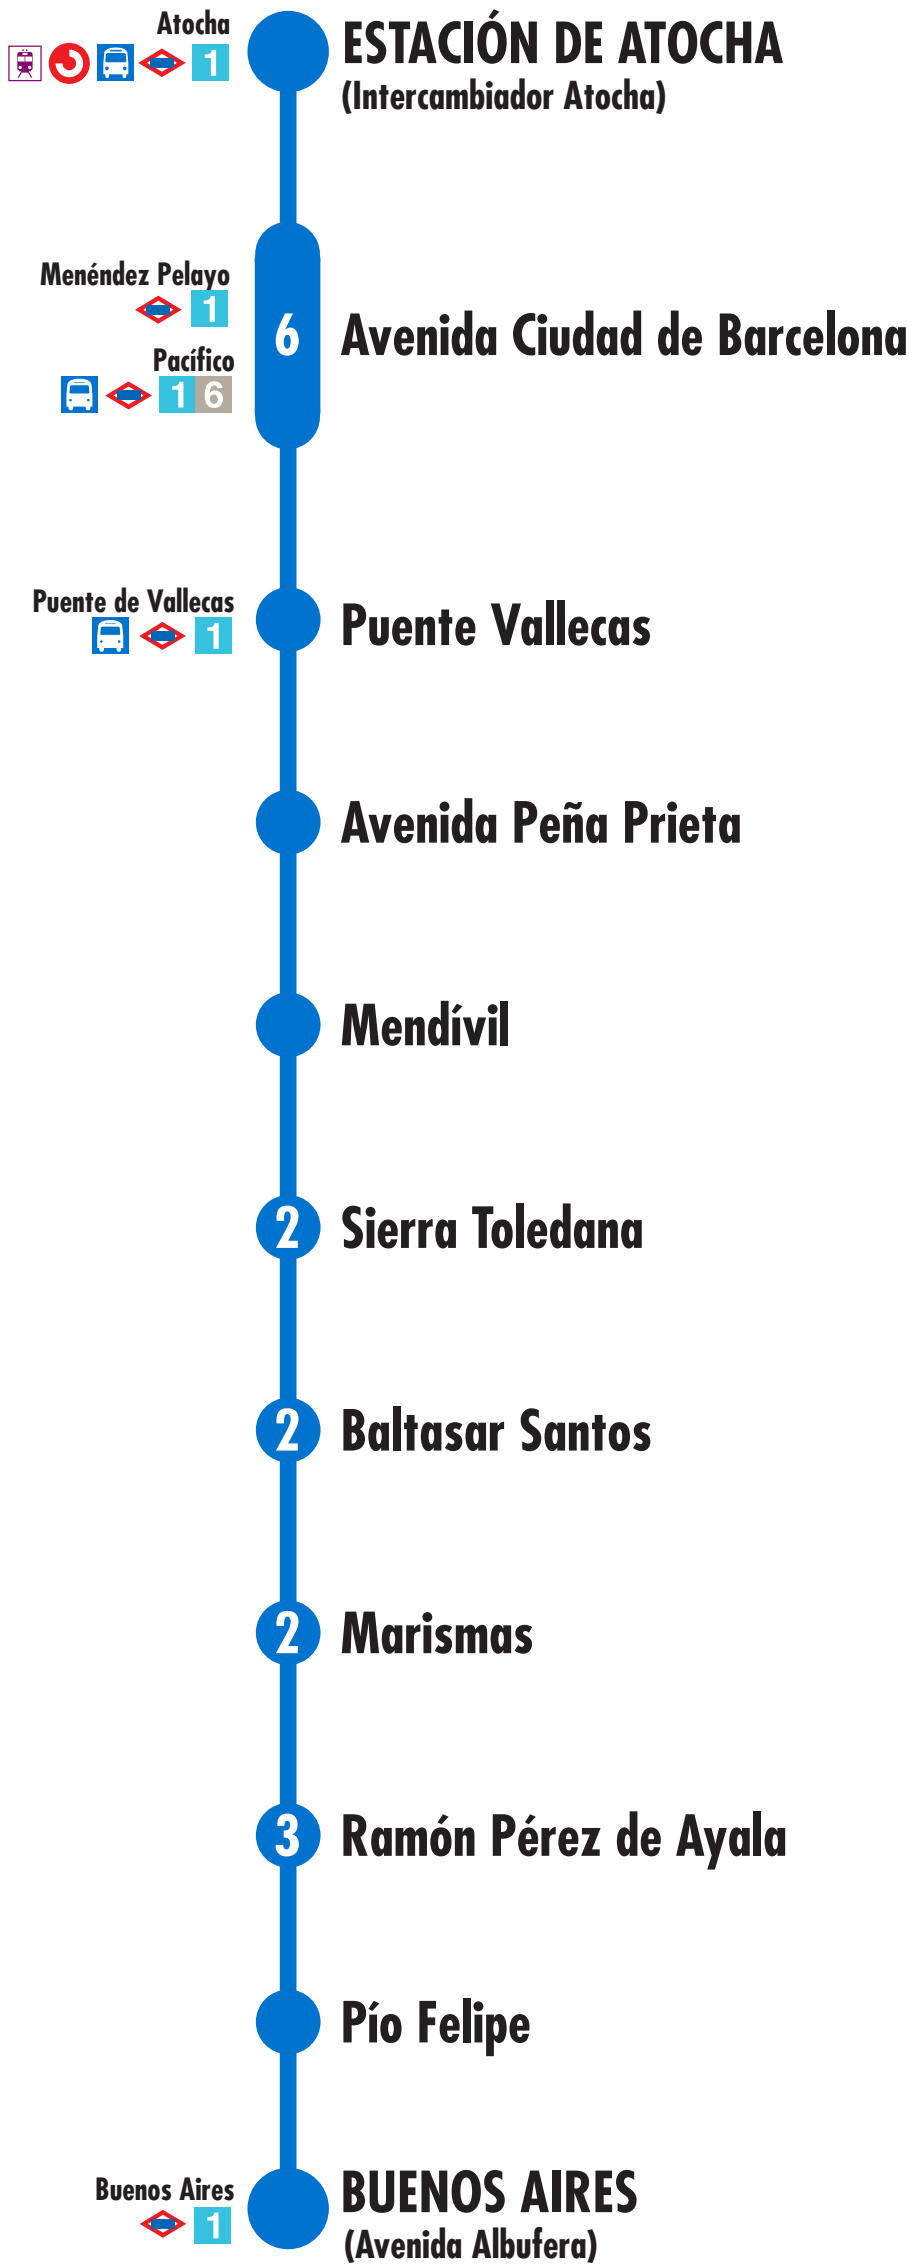 Atocha
1
ESTACIÓN DE ATOCHA
(Intercambiador Atocha)
Menéndez Pelayo
1
Pacífico
1 6
6
Avenida Ciudad de Barcelona
Puente de Vallecas
1
Puente Vallecas
Avenida Peña Prieta
Mendívil
2
Sierra Toledana
2
Baltasar Santos
2
Marismas
3
Ramón Pérez de Ayala
Pío Felipe
Buenos Aires
1
BUENOS AIRES
(Avenida Albufera)